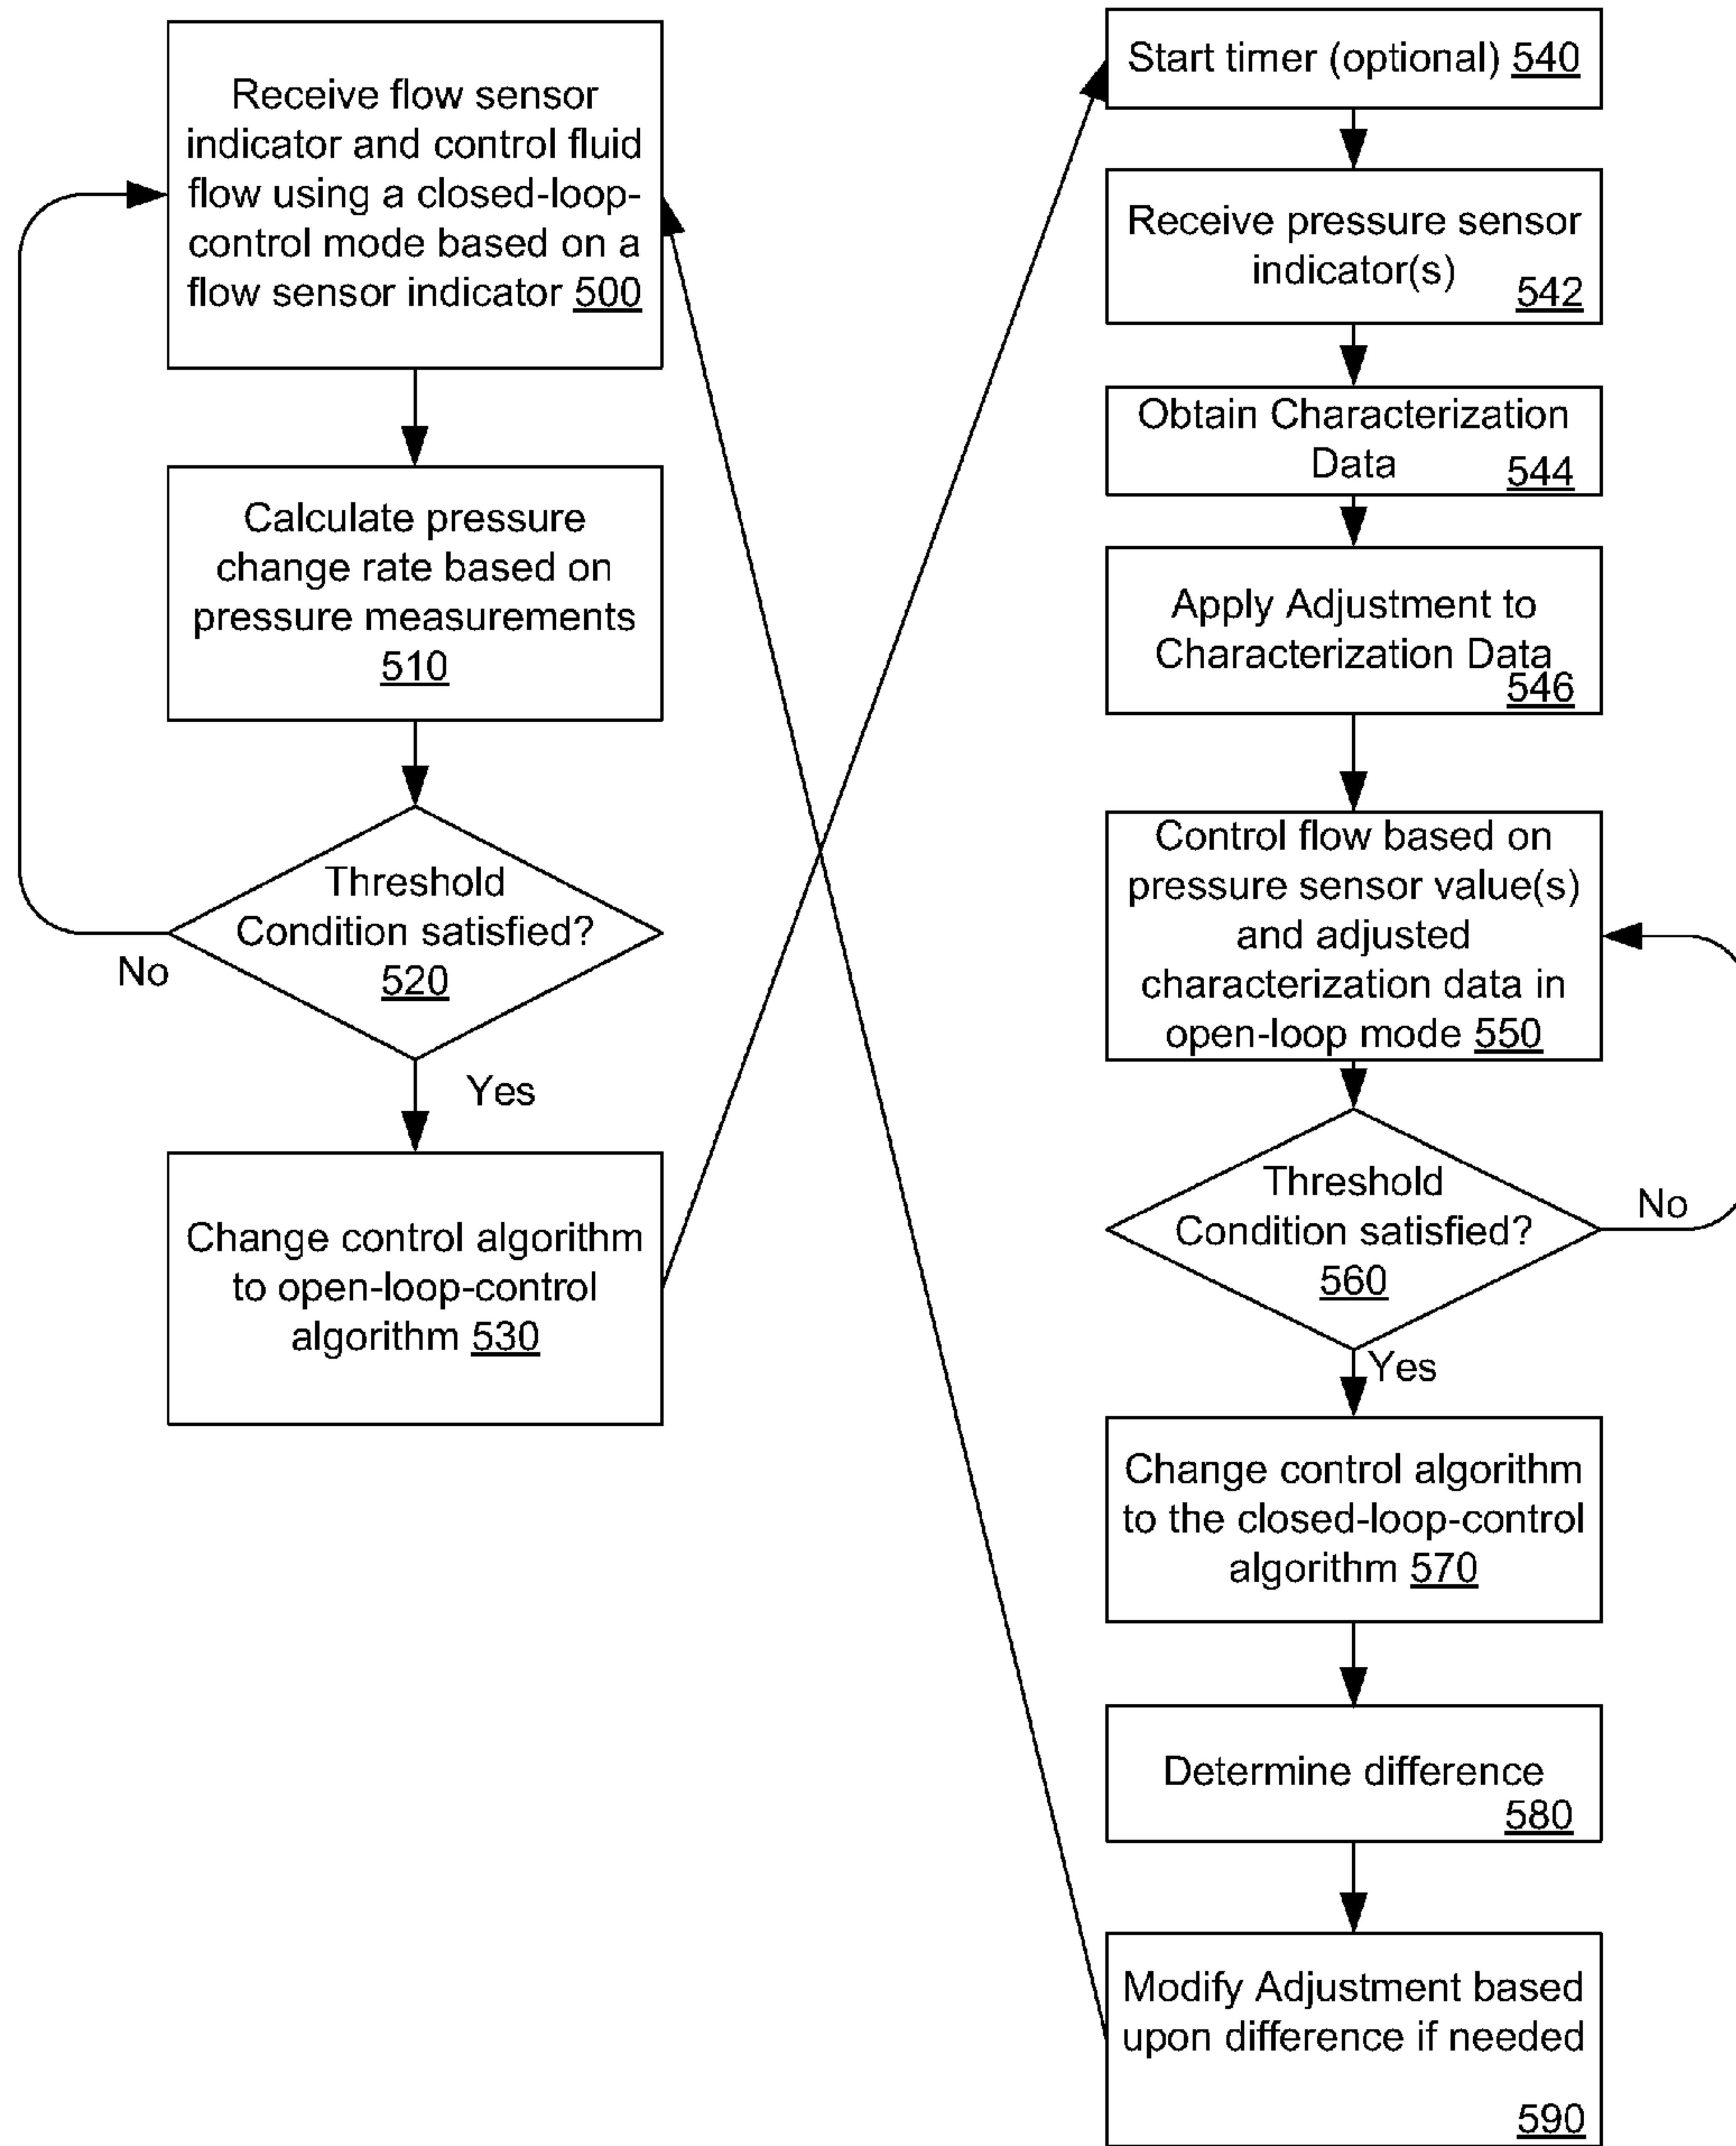 Receive flow sensor
indicator and control fluid
flow using a closed-loop-
control mode based on a
flow sensor indicator 500
Calculate pressure
change rate based on
pressure measurements
510
Threshold
Condition satisfied?
520
No
Yes
Change control algorithm
to open-loop-control
algorithm 530
Start timer (optional) 540
Receive pressure sensor
indicator(s)
542
Obtain Characterization
Data
544
Apply Adjustment to
Characterization Data
546
Control flow based on
pressure sensor value(s)
and adjusted
characterization data in
open-loop mode 550
Threshold
Condition satisfied?
560
No
Yes
Change control algorithm
to the closed-loop-control
algorithm 570
Determine difference
580
Modify Adjustment based
upon difference if needed
590